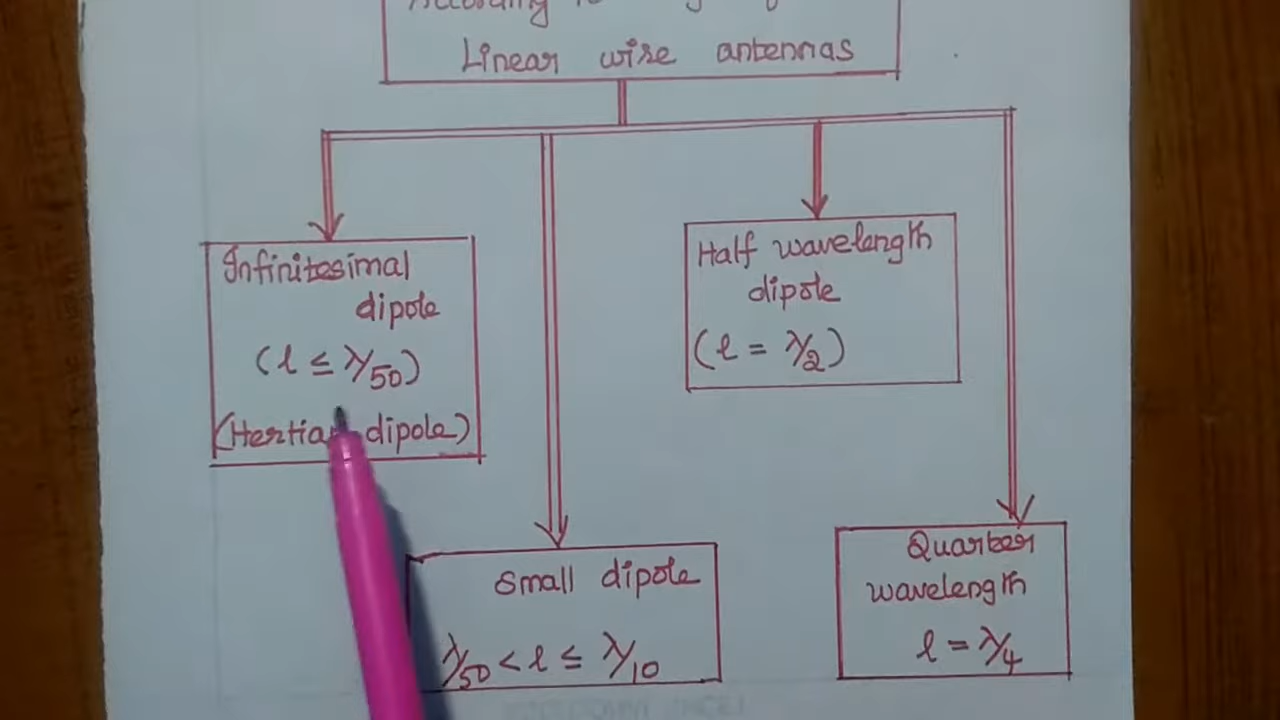 According
Linear wire antennas
Infinitesimal
dipole
(l ≤ λ/50)
(Hertian dipole)
Half wavelength
dipole
(l = λ/2)
Small dipole
λ/50 < l ≤ λ/10
Quarter
wavelength
l = λ/4